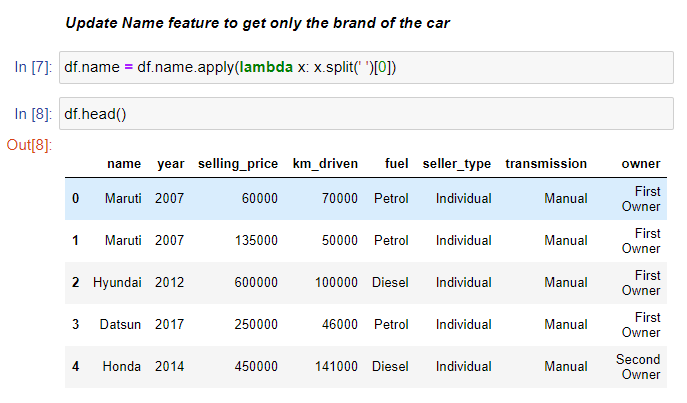 Update Name feature to get only the brand of the car
In [7]: df.name = df.name.apply(lambda x: x.split(' ')[0])
In [8]: df.head()
Out[8]:
name year selling_price km_driven fuel seller_type transmission owner
0 Maruti 2007 60000 70000 Petrol Individual Manual First Owner
1 Maruti 2007 135000 50000 Petrol Individual Manual First Owner
2 Hyundai 2012 600000 100000 Diesel Individual Manual First Owner
3 Datsun 2017 250000 46000 Petrol Individual Manual First Owner
4 Honda 2014 450000 141000 Diesel Individual Manual Second Owner